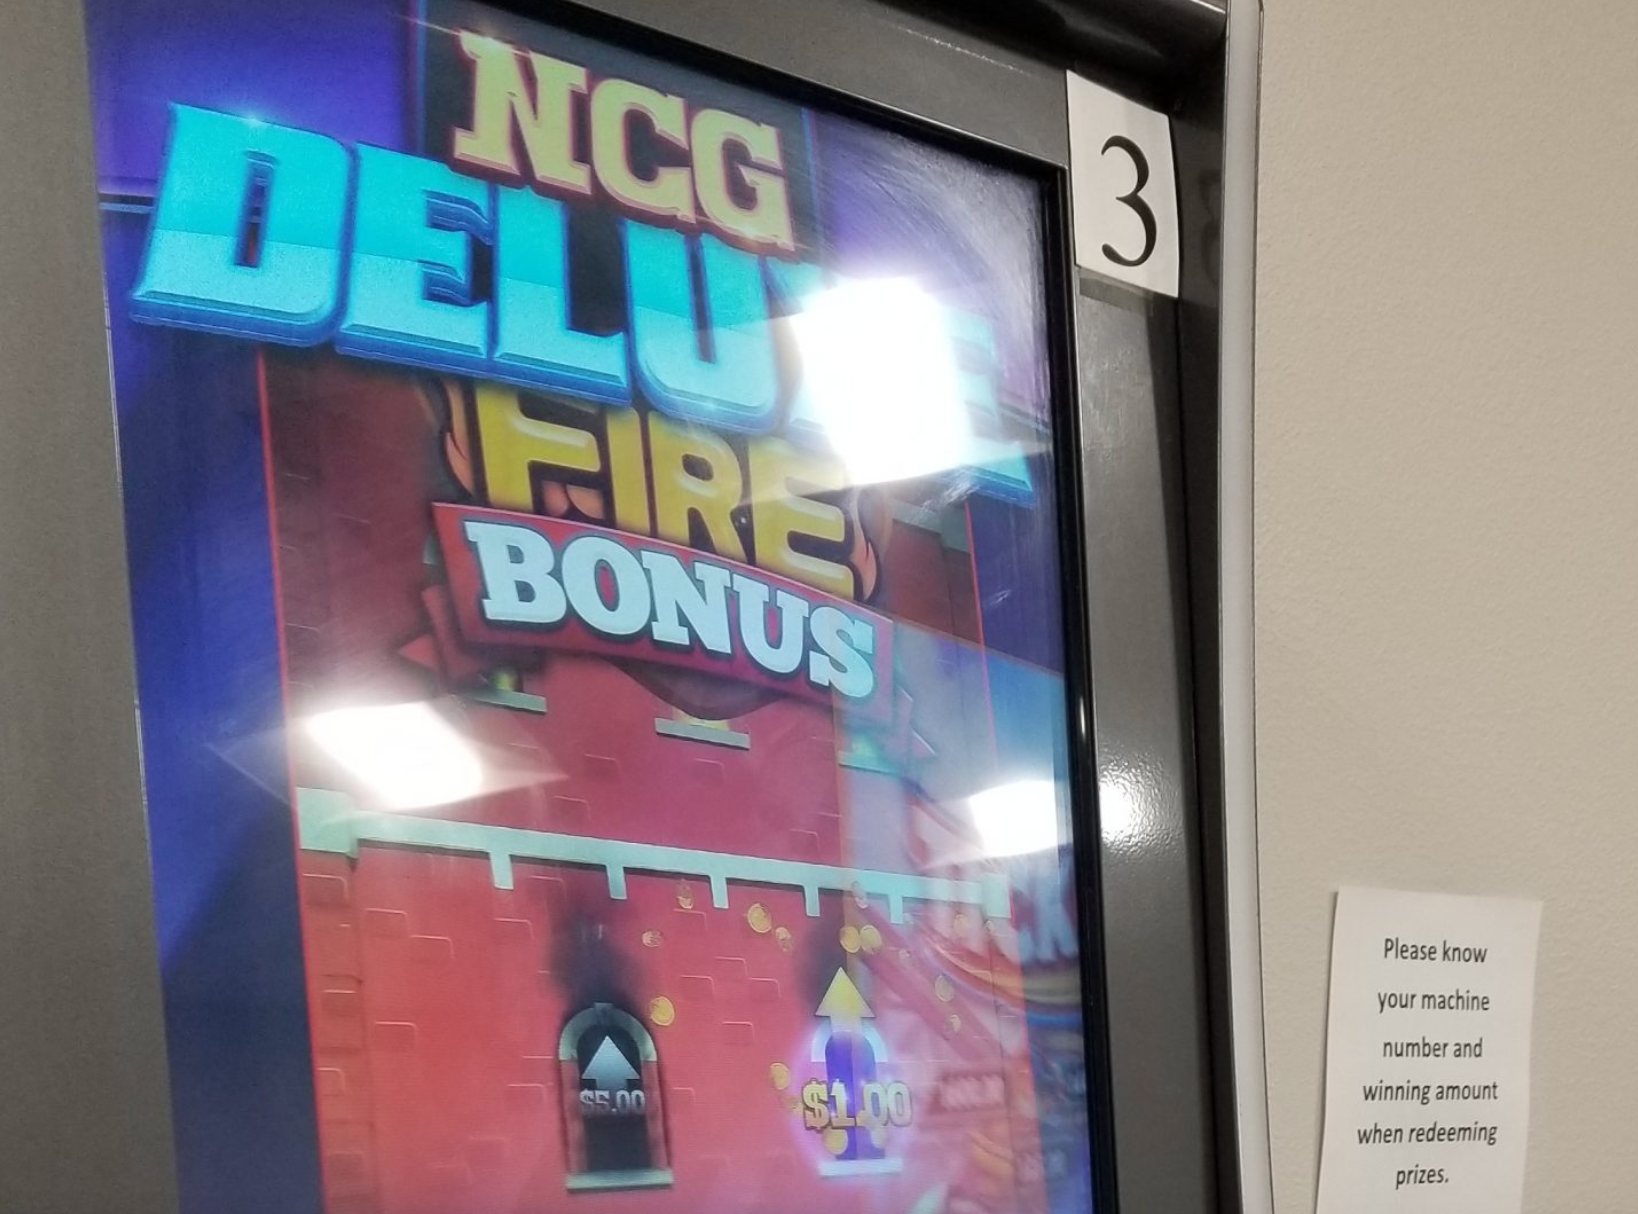 NCG
DELUXE
FIRE
BONUS
3
$5.00
$1.00
Please know
your machine
number and
winning amount
when redeeming
prizes.